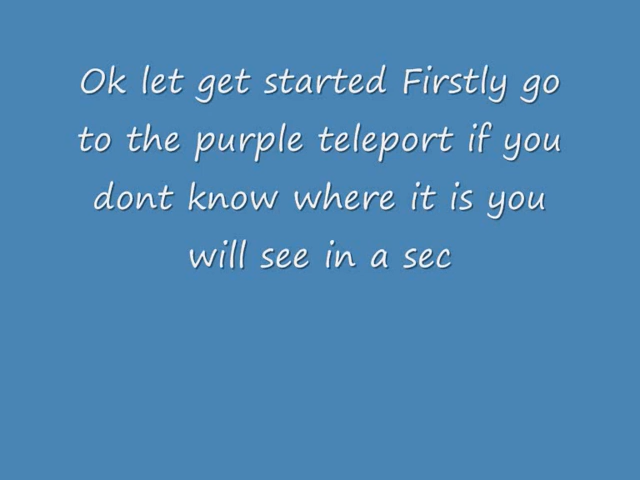 Ok let get started Firstly go
to the purple teleport if you
dont know where it is you
will see in a sec